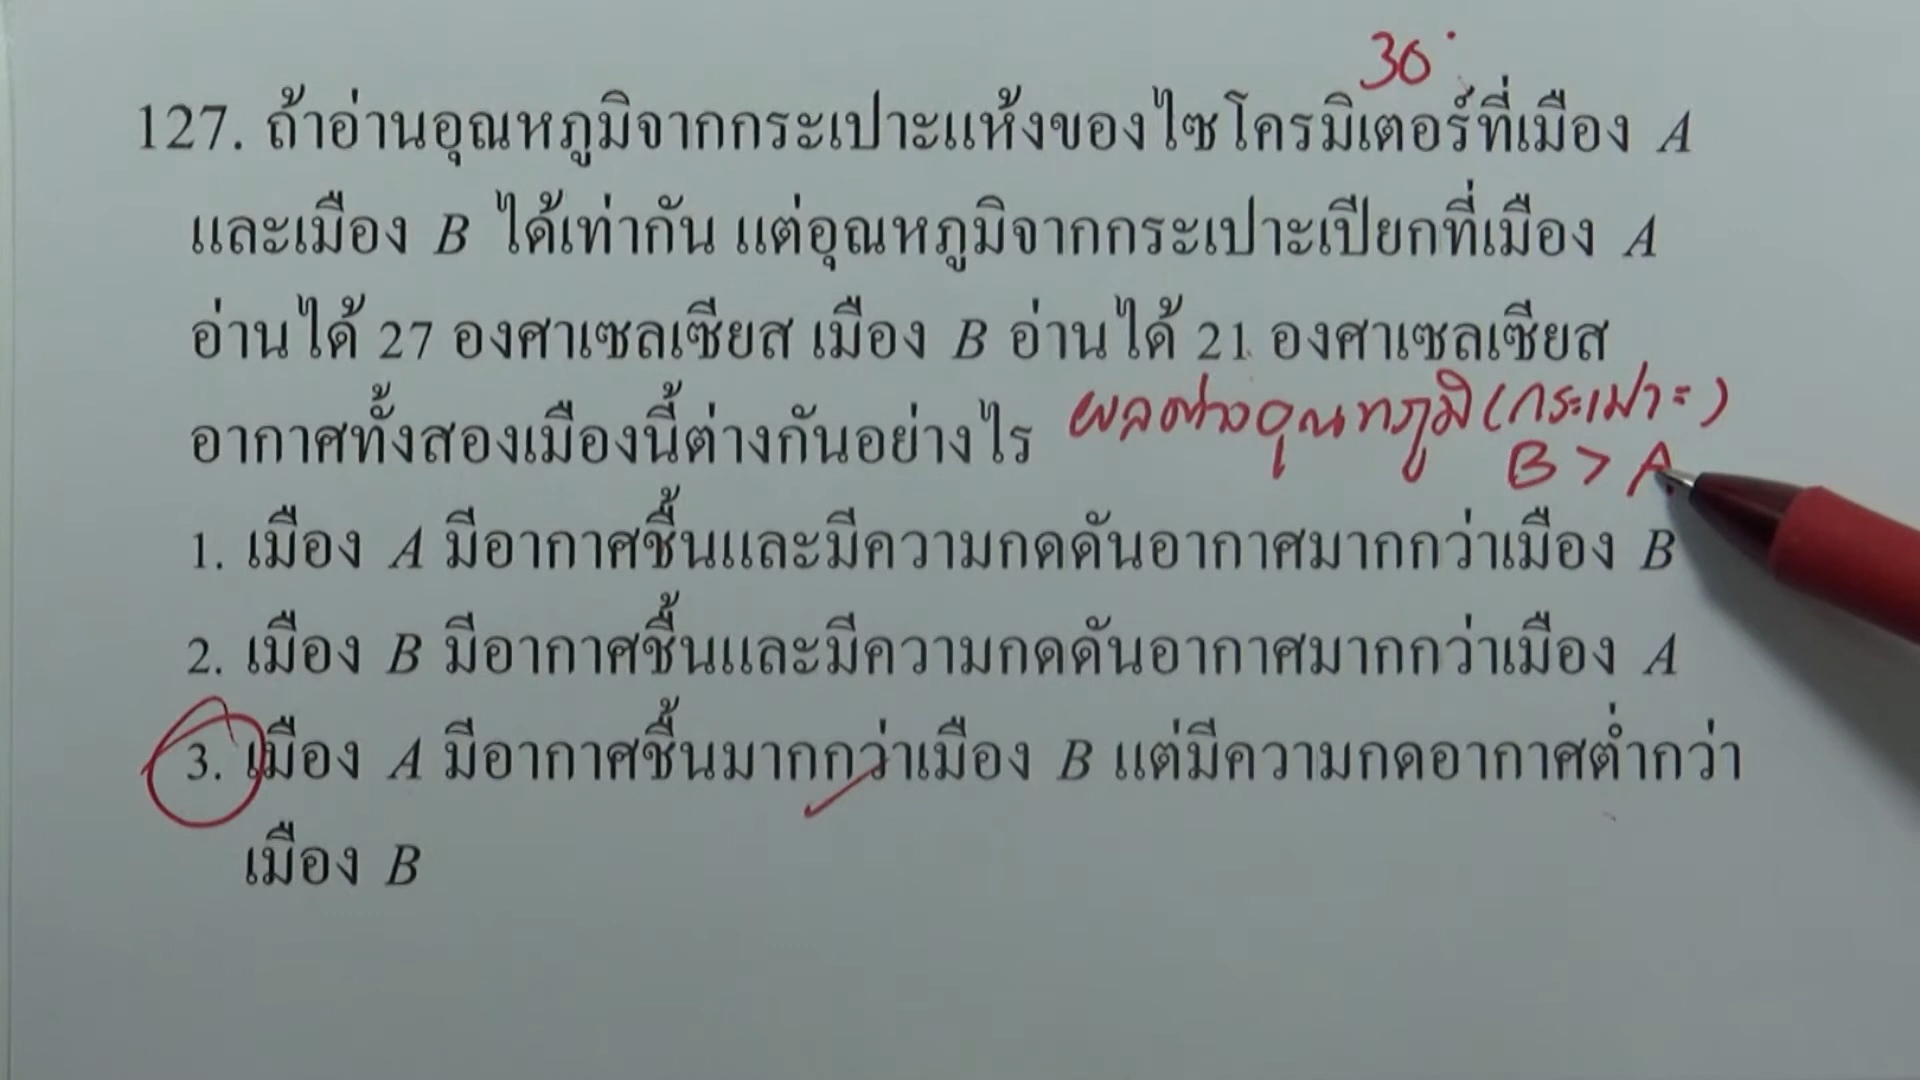 30°
127. ถ้าอ่านอุณหภูมิจากกระเปาะแห้งของไซโครมิเตอร์ที่เมือง A
และเมือง B ได้เท่ากัน แต่อุณหภูมิจากกระเปาะเปียกที่เมือง A
อ่านได้ 27 องศาเซลเซียส เมือง B อ่านได้ 21 องศาเซลเซียส
อากาศทั้งสองเมืองนี้ต่างกันอย่างไร ผลต่างอุณหภูมิ (กระเปาะ)
B > A
1. เมือง A มีอากาศชื้นและมีความกดดันอากาศมากกว่าเมือง B
2. เมือง B มีอากาศชื้นและมีความกดดันอากาศมากกว่าเมือง A
3. เมือง A มีอากาศชื้นมากกว่าเมือง B แต่มีความกดอากาศต่ำกว่า
เมือง B